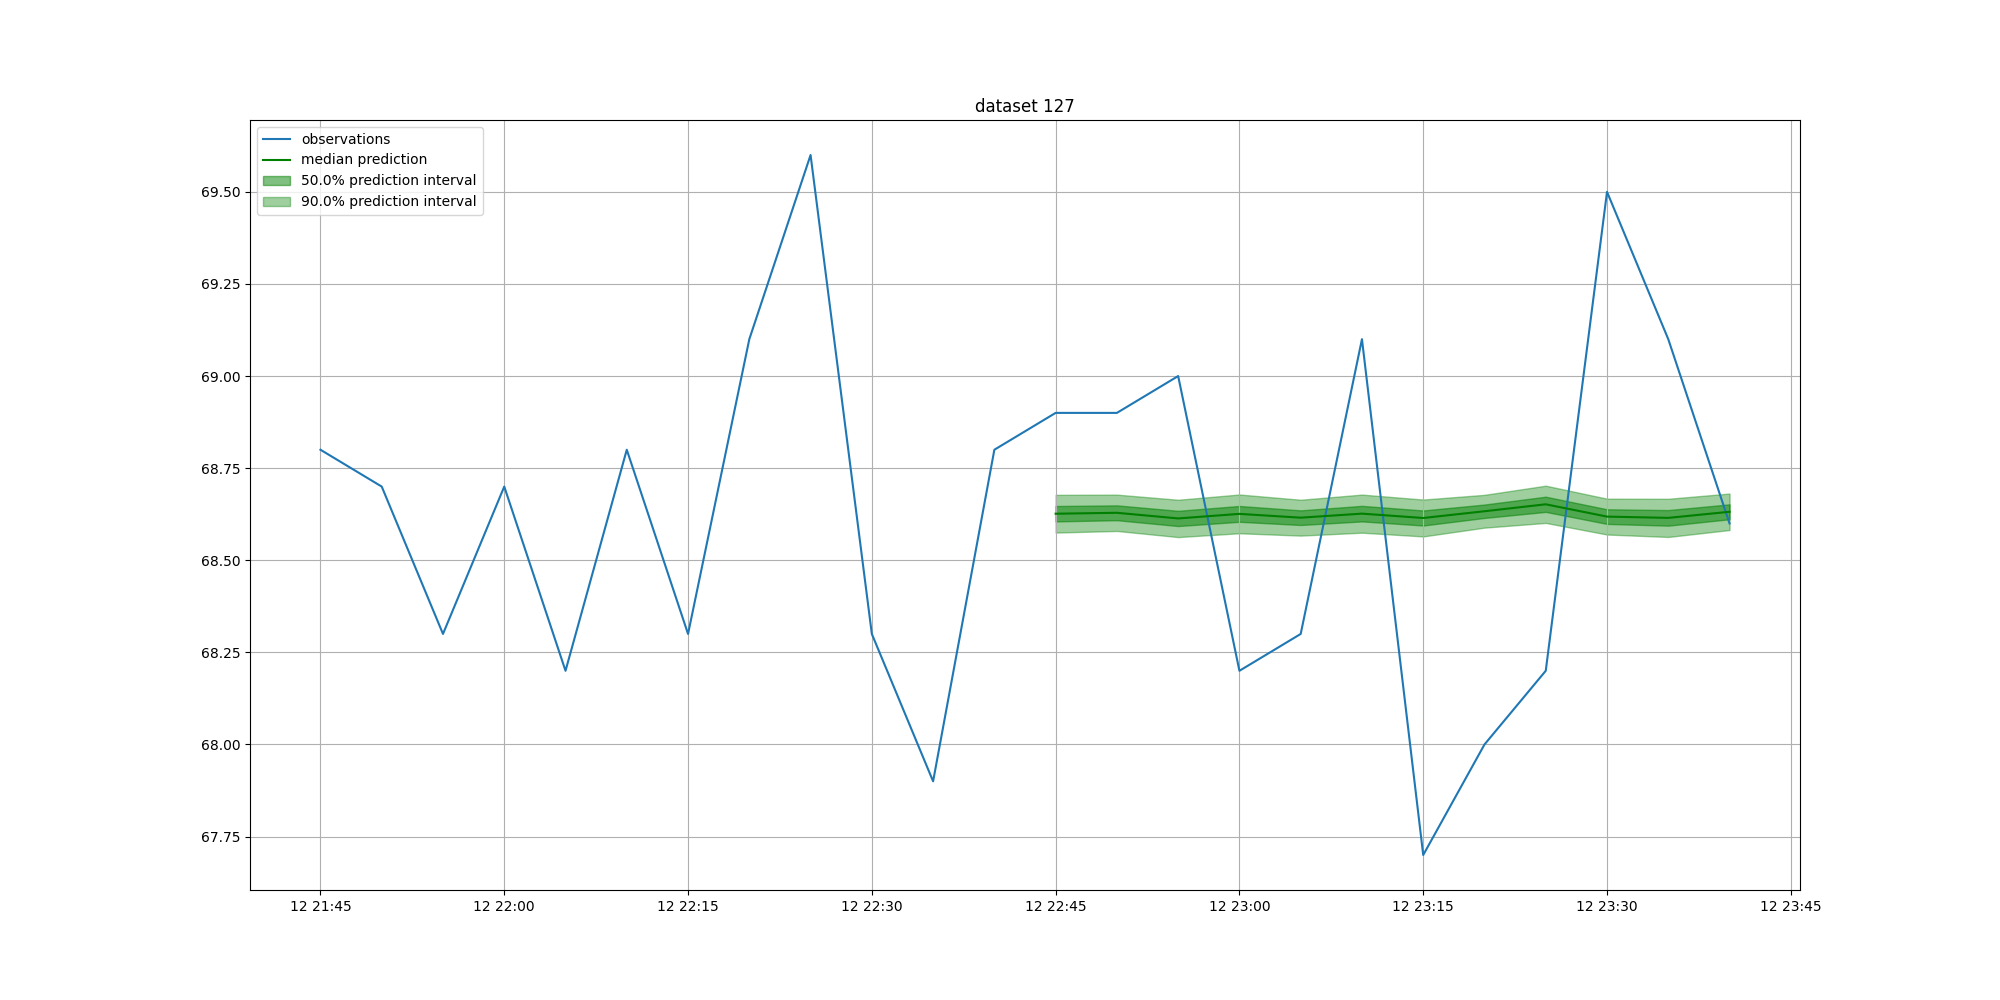 dataset 127
observations
median prediction
50.0% prediction interval
90.0% prediction interval
69.50
69.25
69.00
68.75
68.50
68.25
68.00
67.75
12 21:45 12 22:00 12 22:15 12 22:30 12 22:45 12 23:00 12 23:15 12 23:30 12 23:45